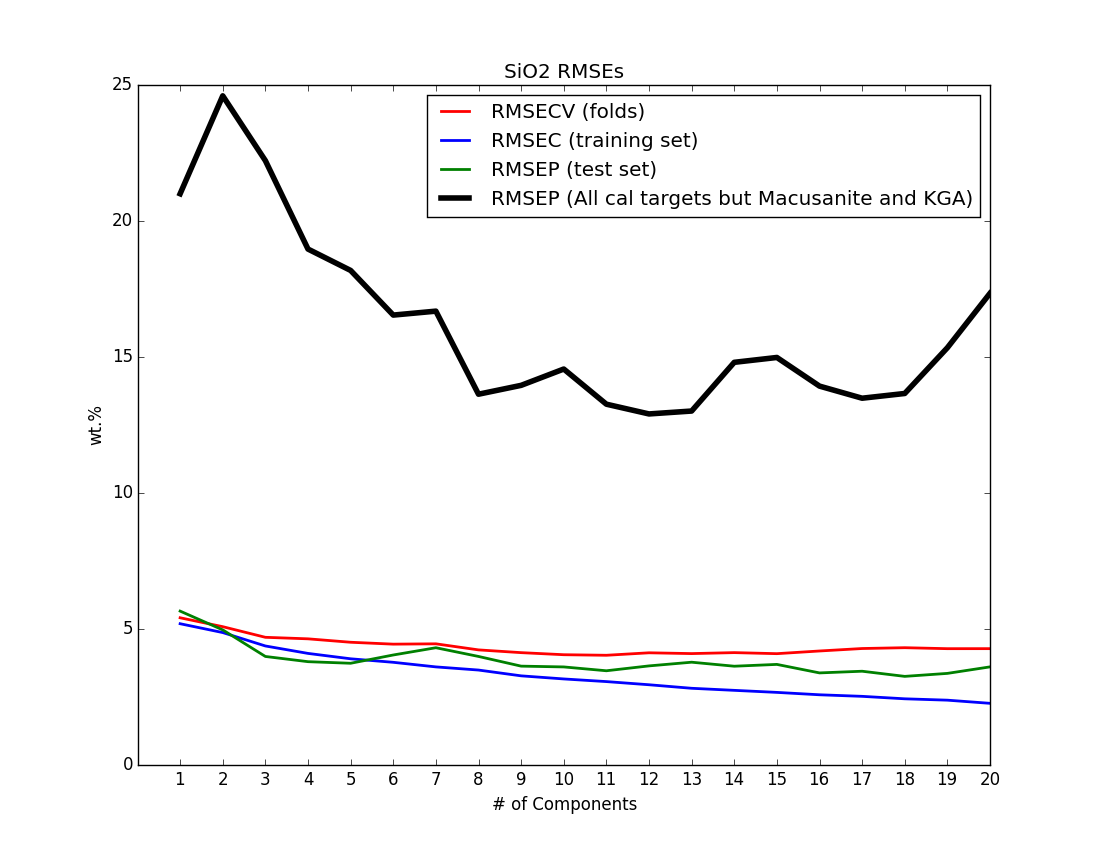 SiO2 RMSEs
25
20
15
10
5
0
wt.%
RMSECV (folds)
RMSEC (training set)
RMSEP (test set)
RMSEP (All cal targets but Macusanite and KGA)
1 2 3 4 5 6 7 8 9 10 11 12 13 14 15 16 17 18 19 20
# of Components